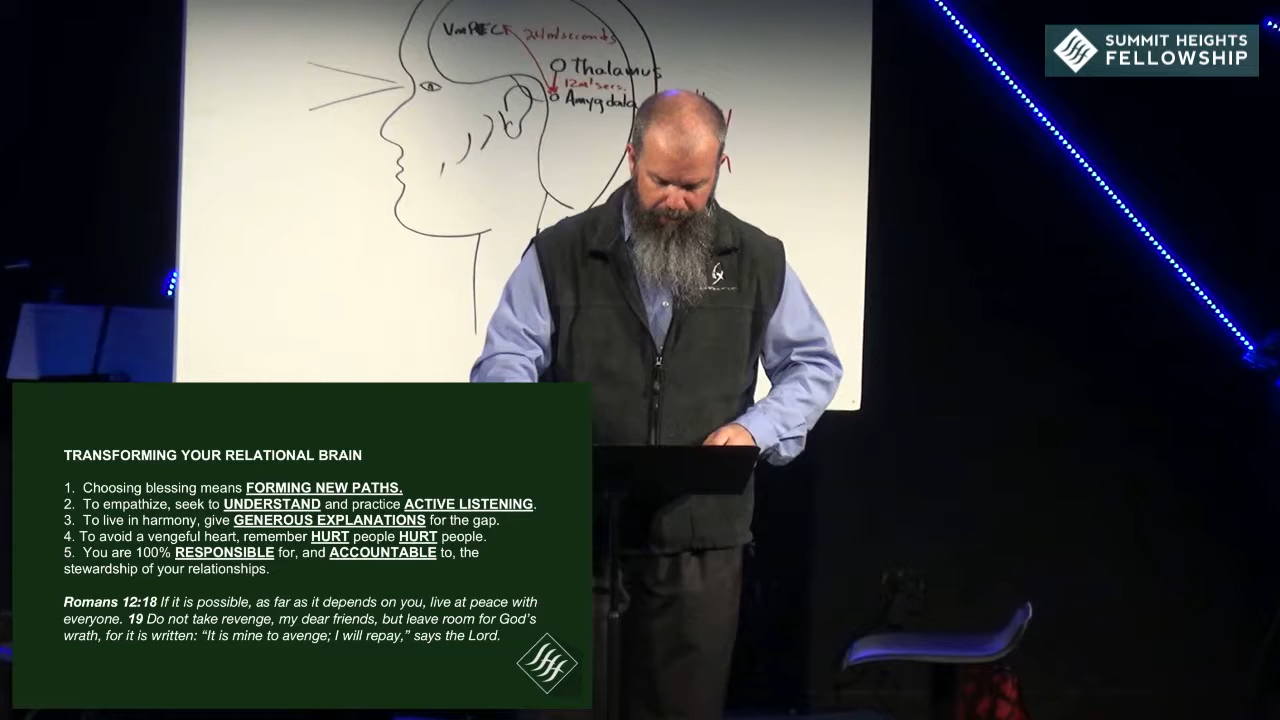 VmPFCF 24 m'seconds
Thalamus
12 m'secs.
Amygdala
SUMMIT HEIGHTS
FELLOWSHIP
TRANSFORMING YOUR RELATIONAL BRAIN
1. Choosing blessing means FORMING NEW PATHS.
2. To empathize, seek to UNDERSTAND and practice ACTIVE LISTENING.
3. To live in harmony, give GENEROUS EXPLANATIONS for the gap.
4. To avoid a vengeful heart, remember HURT people HURT people.
5. You are 100% RESPONSIBLE for, and ACCOUNTABLE to, the
stewardship of your relationships.
Romans 12:18 If it is possible, as far as it depends on you, live at peace with
everyone. 19 Do not take revenge, my dear friends, but leave room for God's
wrath, for it is written: “It is mine to avenge; I will repay,” says the Lord.